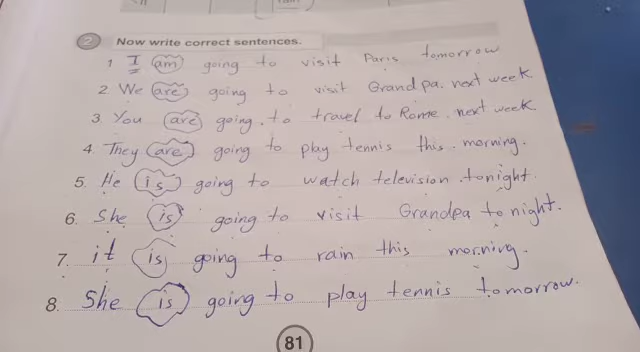 2 Now write correct sentences.
1 I am going to visit Paris tomorrow
2. We are going to visit Grandpa. next week
3 You are going. to travel to Rome. next week.
4. They are going to play tennis this. morning.
5. He is going to watch television tonight.
6. She is going to visit Grandpa to night.
7. it is going to rain this morning.
8. She is going to play tennis tomorrow.
81